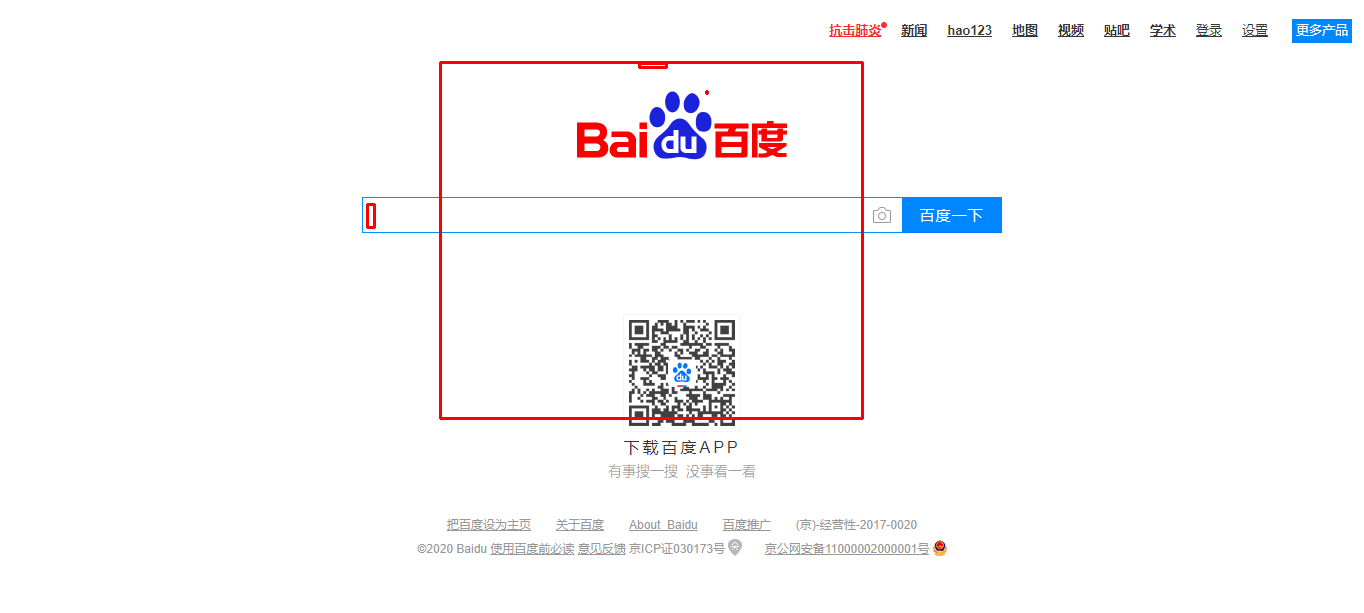 抗击肺炎 新闻 hao123 地图 视频 贴吧 学术 登录 设置 更多产品
Bai du 百度
百度一下
du
下载百度APP
有事搜一搜 没事看一看
把百度设为主页 关于百度 About Baidu 百度推广 (京)-经营性-2017-0020
©2020 Baidu 使用百度前必读 意见反馈 京ICP证030173号 京公网安备11000002000001号